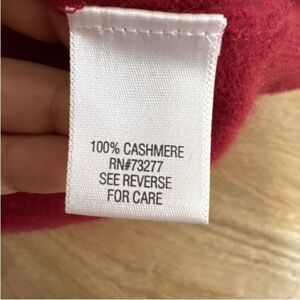 100% CASHMERE
RN#73277
SEE REVERSE
FOR CARE